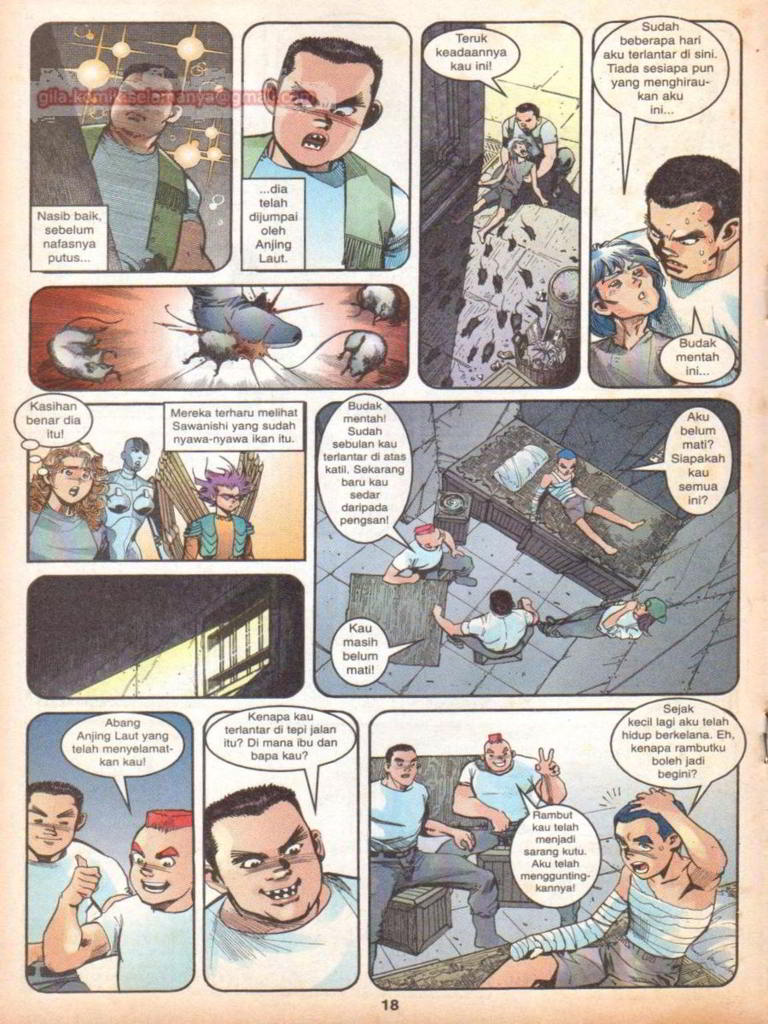 gila.komikselamanya@gmail.com
Nasib baik,
sebelum
nafasnya
putus...
...dia
telah
dijumpai
oleh
Anjing
Laut.
Teruk
keadaannya
kau ini!
Sudah
beberapa hari
aku terlantar di sini.
Tiada sesiapa pun
yang menghirau-
kan aku
ini...
Budak
mentah
ini...
Kasihan
benar dia
itu!
Mereka terharu melihat
Sawanishi yang sudah
nyawa-nyawa ikan itu.
Budak
mentah!
Sudah
sebulan kau
terlantar di atas
katil. Sekarang
baru kau
sedar
daripada
pengsan!
Aku
belum
mati?
Siapakah
kau
semua
ini?
Kau
masih
belum
mati!
Abang
Anjing Laut yang
telah menyelamat-
kan kau!
Kenapa kau
terlantar di tepi jalan
itu? Di mana ibu dan
bapa kau?
Sejak
kecil lagi aku telah
hidup berkelana. Eh,
kenapa rambutku
boleh jadi
begini?
Rambut
kau telah
menjadi
sarang kutu.
Aku telah
menggunting-
kannya!
18